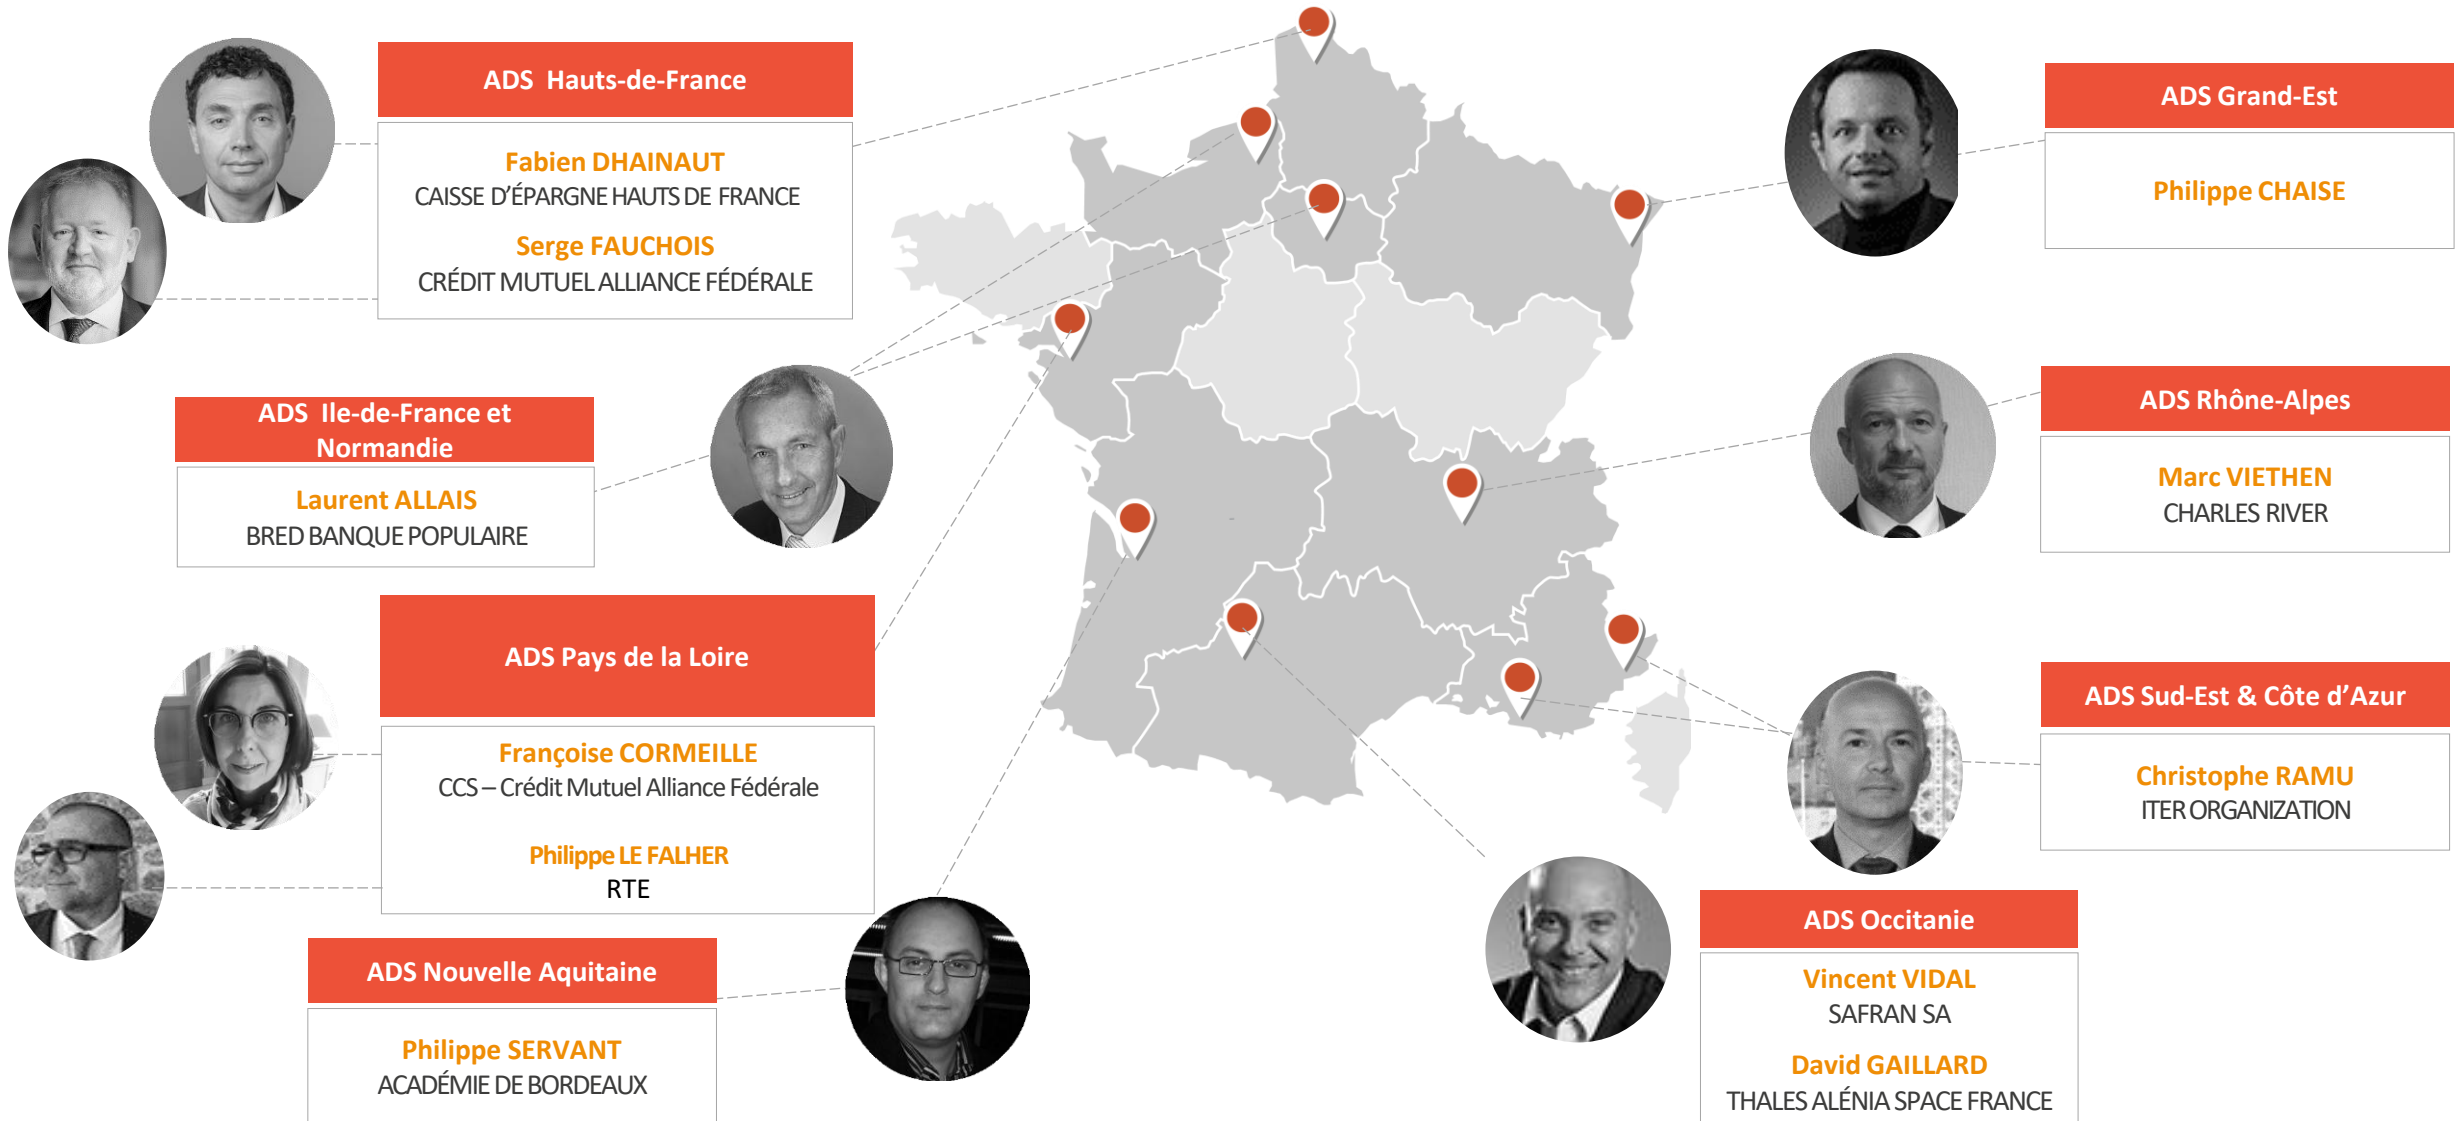 ADS Hauts-de-France
Fabien DHAINAUT
CAISSE D'ÉPARGNE HAUTS DE FRANCE
Serge FAUCHOIS
CRÉDIT MUTUEL ALLIANCE FÉDÉRALE
ADS Ile-de-France et
Normandie
Laurent ALLAIS
BRED BANQUE POPULAIRE
ADS Pays de la Loire
Françoise CORMEILLE
CCS – Crédit Mutuel Alliance Fédérale
Philippe LE FALHER
RTE
ADS Nouvelle Aquitaine
Philippe SERVANT
ACADÉMIE DE BORDEAUX
ADS Grand-Est
Philippe CHAISE
ADS Rhône-Alpes
Marc VIETHEN
CHARLES RIVER
ADS Sud-Est & Côte d’Azur
Christophe RAMU
ITER ORGANIZATION
ADS Occitanie
Vincent VIDAL
SAFRAN SA
David GAILLARD
THALES ALÉNIA SPACE FRANCE